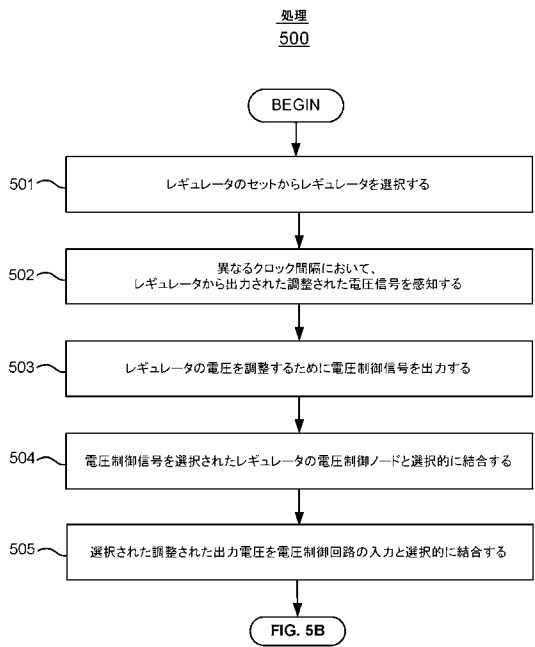 処理
500
BEGIN
501
レギュレータのセットからレギュレータを選択する
502
異なるクロック間隔において、
レギュレータから出力された調整された電圧信号を感知する
503
レギュレータの電圧を調整するために電圧制御信号を出力する
504
電圧制御信号を選択されたレギュレータの電圧制御ノードと選択的に結合する
505
選択された調整された出力電圧を電圧制御回路の入力と選択的に結合する
FIG. 5B